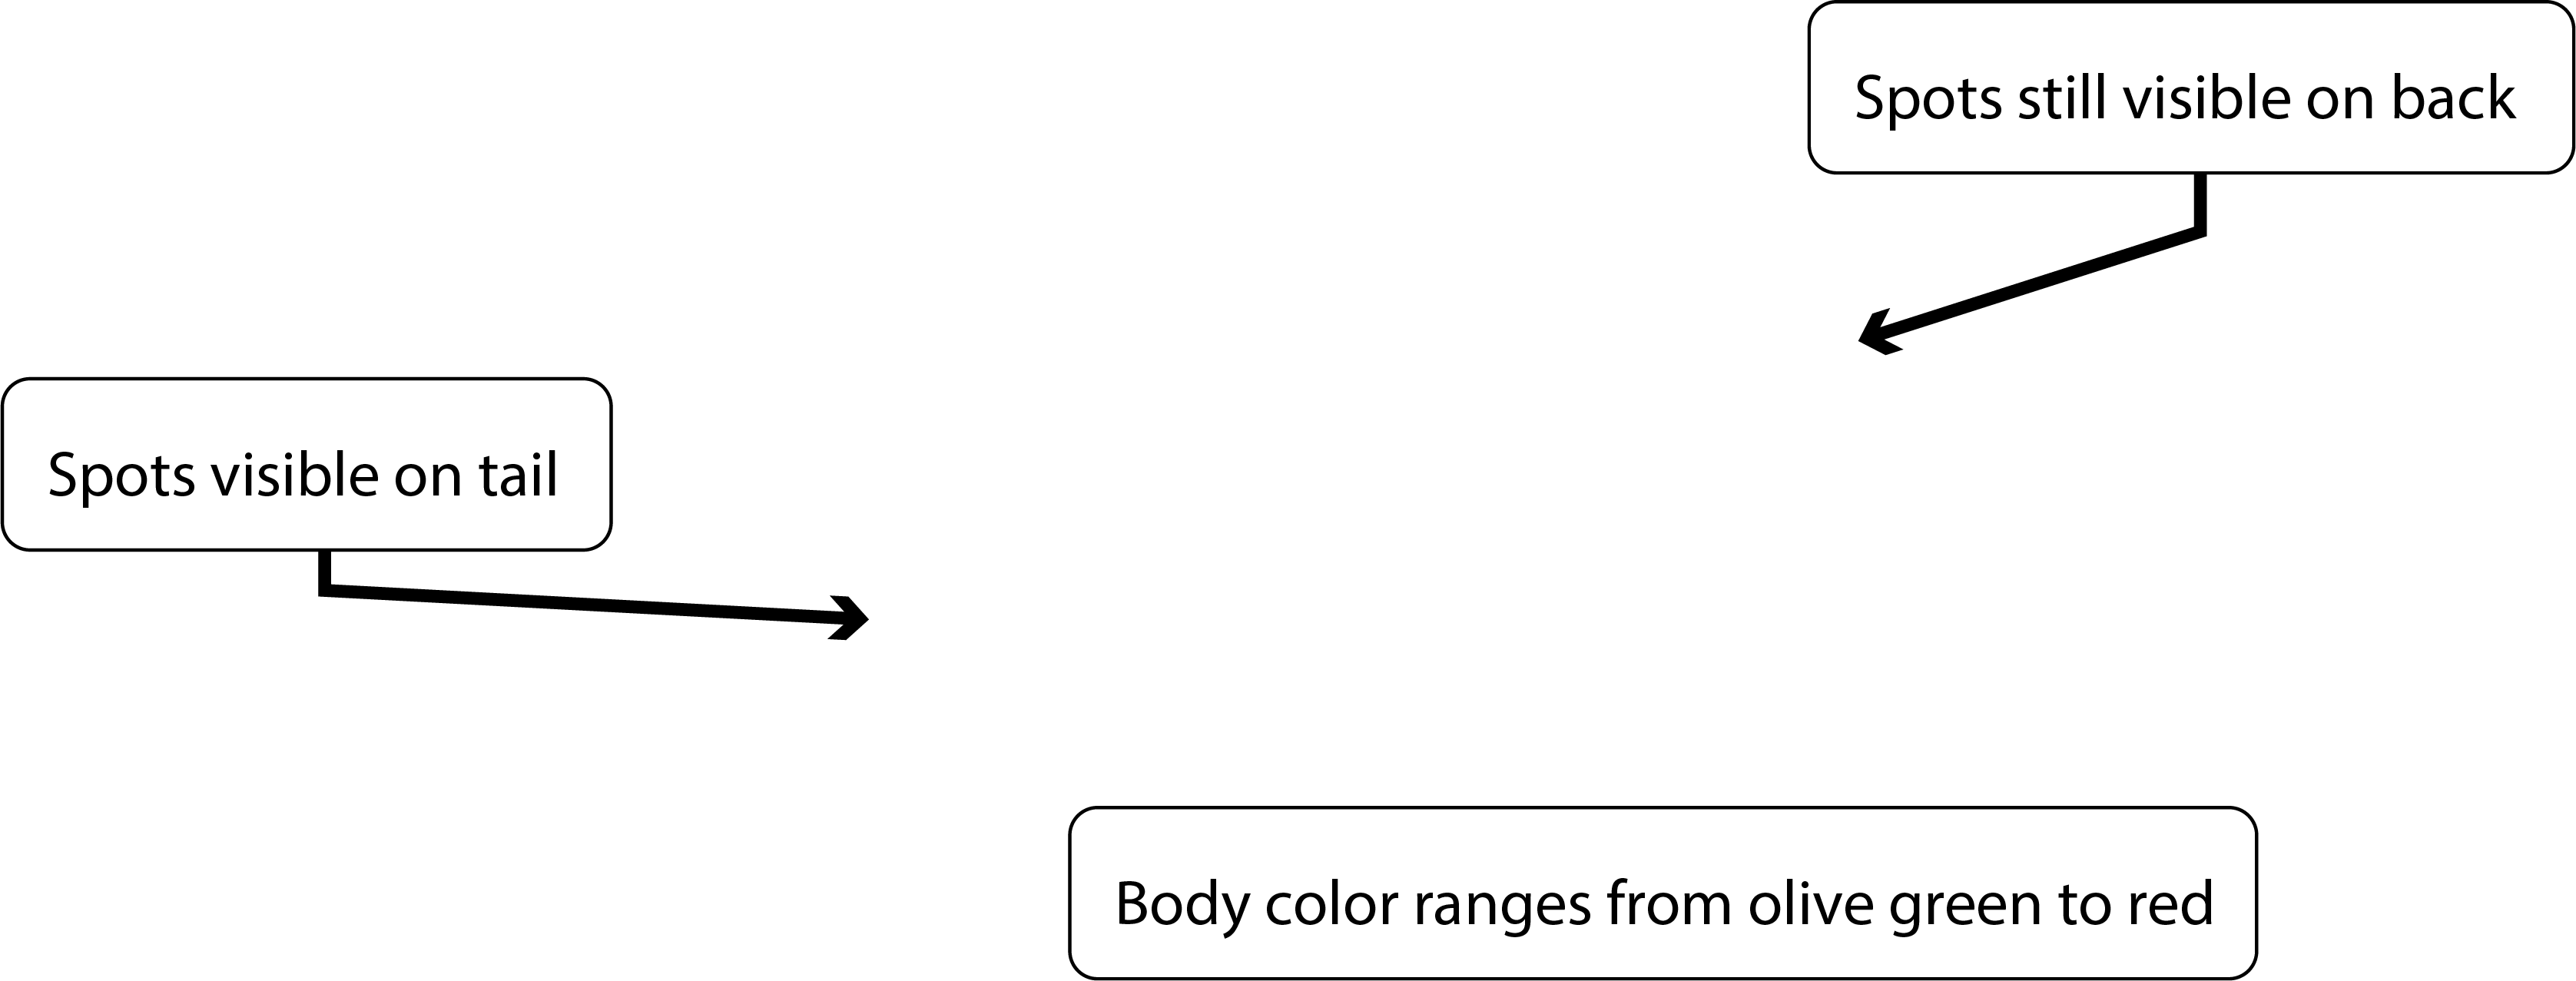 Spots still visible on back
Spots visible on tail
Body color ranges from olive green to red